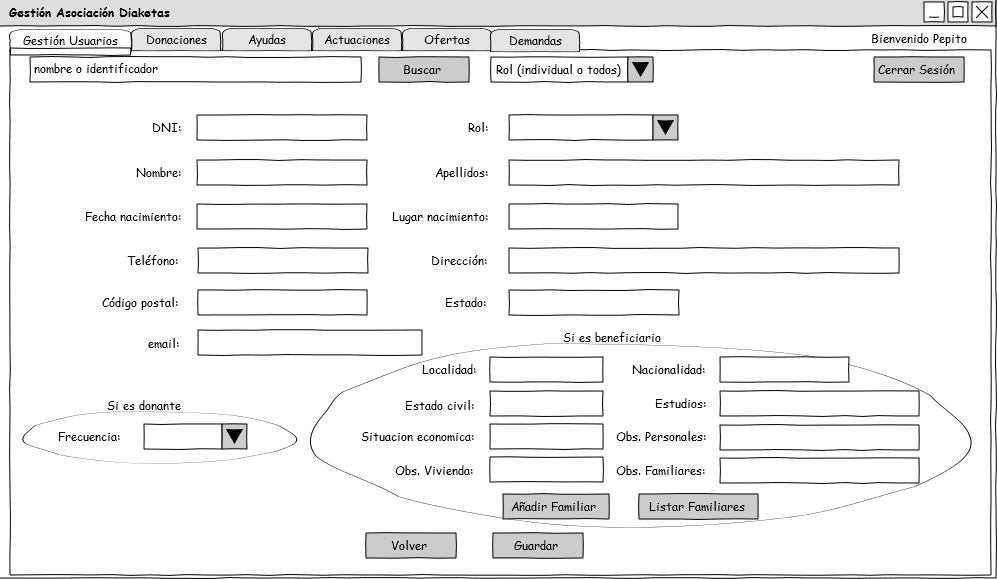 Gestión Asociación Diaketas
Gestión Usuarios Donaciones Ayudas Actuaciones Ofertas Demandas Bienvenido Pepito
nombre o identificador Buscar Rol (individual o todos) Cerrar Sesión
DNI: Rol:
Nombre: Apellidos:
Fecha nacimiento: Lugar nacimiento:
Teléfono: Dirección:
Código postal: Estado:
email:
Si es beneficiario
Localidad: Nacionalidad:
Si es donante
Estado civil: Estudios:
Frecuencia: Situacion economica: Obs. Personales:
Obs. Vivienda: Obs. Familiares:
Añadir Familiar Listar Familiares
Volver Guardar